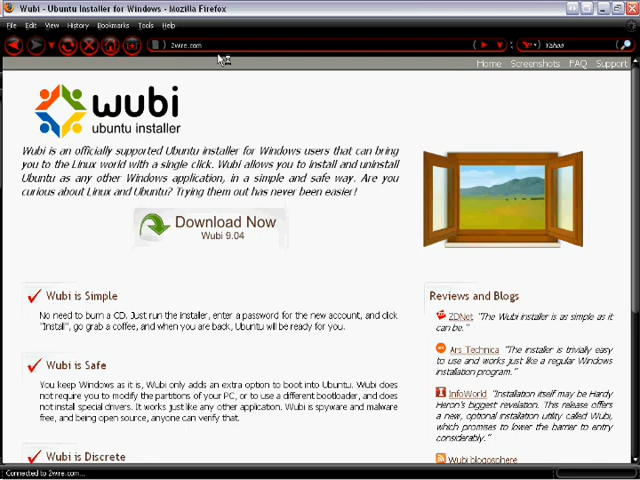 Wubi - Ubuntu Installer for Windows - Mozilla Firefox
File Edit View History Bookmarks Tools Help
2wire.com
Yahoo
Home Screenshots FAQ Support
wubi
ubuntu installer
Wubi is an officially supported Ubuntu installer for Windows users that can bring
you to the Linux world with a single click. Wubi allows you to install and uninstall
Ubuntu as any other Windows application, in a simple and safe way. Are you
curious about Linux and Ubuntu? Trying them out has never been easier!
Download Now
Wubi 9.04
Wubi is Simple
No need to burn a CD. Just run the installer, enter a password for the new account, and click
"Install", go grab a coffee, and when you are back, Ubuntu will be ready for you.
Wubi is Safe
You keep Windows as it is, Wubi only adds an extra option to boot into Ubuntu. Wubi does
not require you to modify the partitions of your PC, or to use a different bootloader, and does
not install special drivers. It works just like any other application. Wubi is spyware and malware
free, and being open source, anyone can verify that.
Wubi is Discrete
Reviews and Blogs
ZDNet "The Wubi installer is as simple as it
can be."
Ars Technica "The installer is trivially easy
to use and works just like a regular Windows
installation program."
InfoWorld "Installation itself may be Hardy
Heron's biggest revelation. This release offers
a new, optional installation utility called Wubi,
which promises to lower the barrier to entry
considerably."
Wubi blogosphere
Connected to 2wire.com...